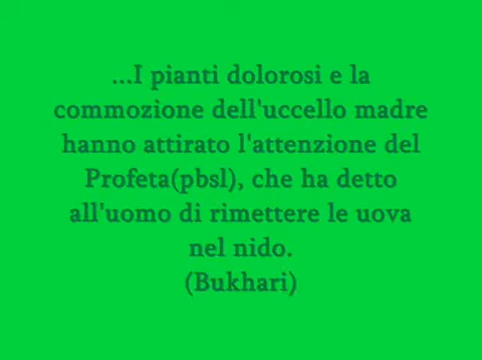 ...I pianti dolorosi e la
commozione dell'uccello madre
hanno attirato l'attenzione del
Profeta(pbsl), che ha detto
all'uomo di rimettere le uova
nel nido.
(Bukhari)